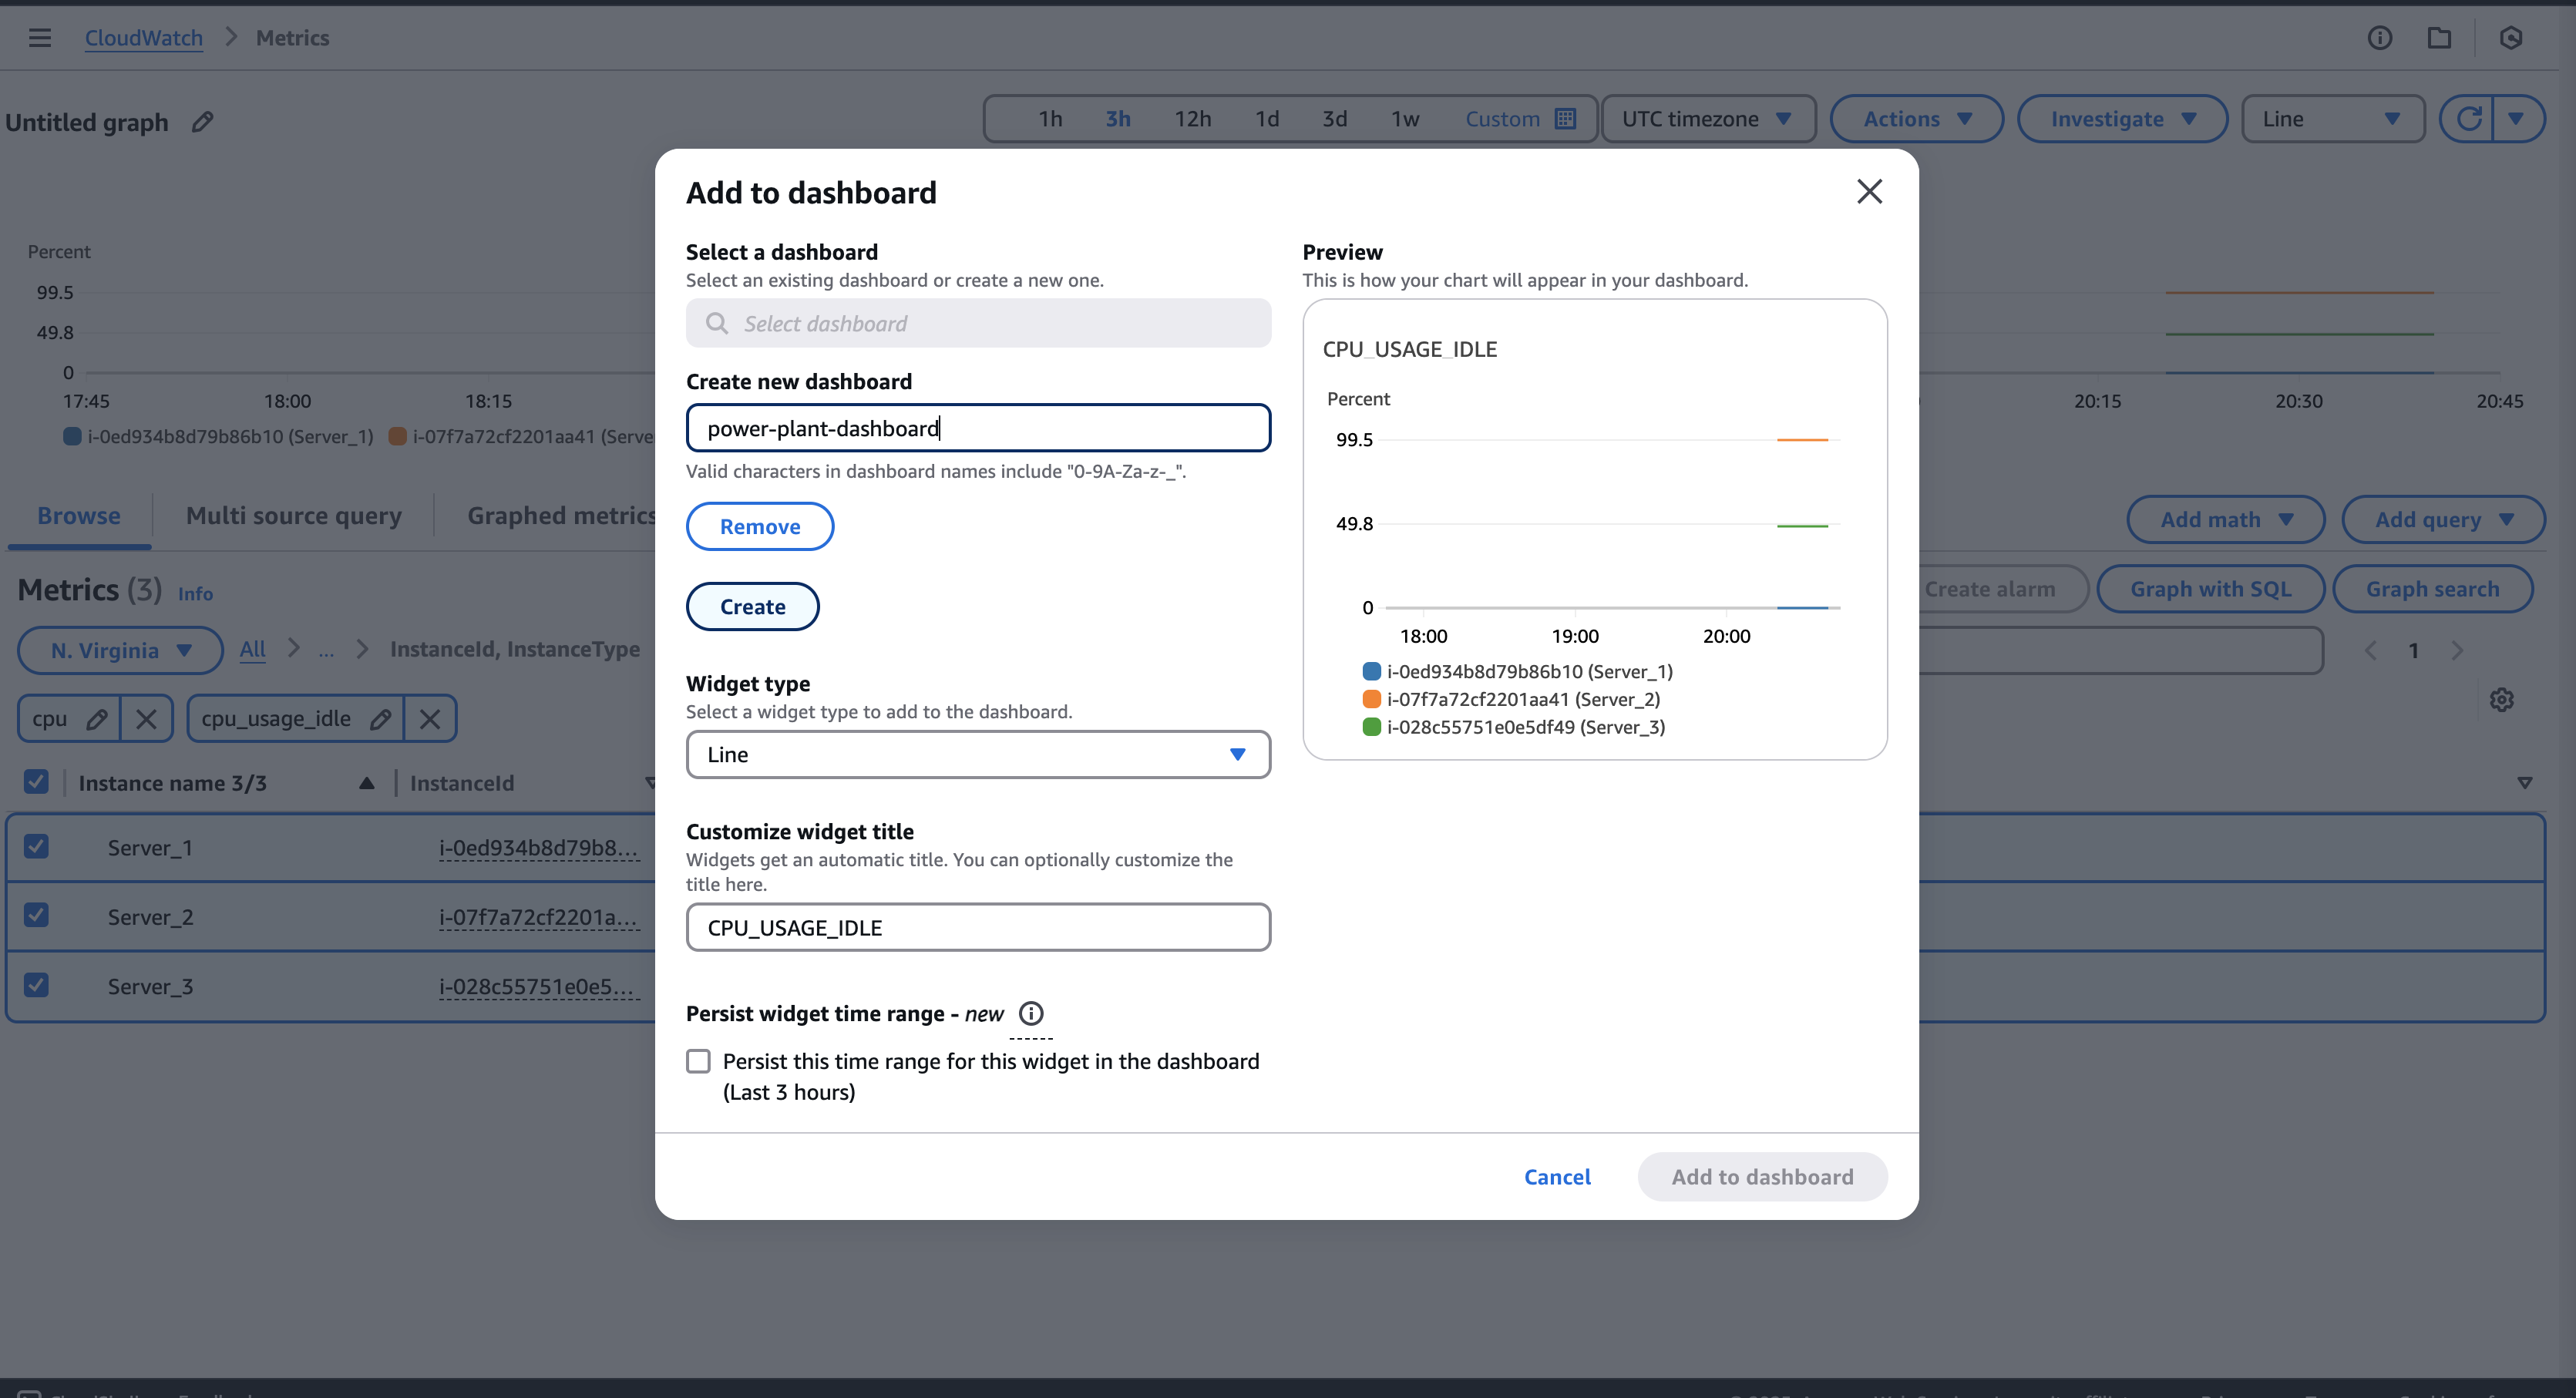 CloudWatch > Metrics
Untitled graph
1h 3h 12h 1d 3d 1w Custom UTC timezone Actions Investigate Line
Percent
99.5
49.8
0
17:45 18:00 18:15 20:15 20:30 20:45
i-0ed934b8d79b86b10 (Server_1) i-07f7a72cf2201aa41 (Serve
Browse Multi source query Graphed metrics Add math Add query
Metrics (3) Info Create alarm Graph with SQL Graph search
N. Virginia All > ... > InstanceId, InstanceType 1
cpu cpu_usage_idle
Instance name 3/3 InstanceId
Server_1 i-0ed934b8d79b8...
Server_2 i-07f7a72cf2201a...
Server_3 i-028c55751e0e5...
Add to dashboard
Select a dashboard
Select an existing dashboard or create a new one.
Select dashboard
Create new dashboard
power-plant-dashboard
Valid characters in dashboard names include "0-9A-Za-z-_".
Remove
Create
Widget type
Select a widget type to add to the dashboard.
Line
Customize widget title
Widgets get an automatic title. You can optionally customize the
title here.
CPU_USAGE_IDLE
Persist widget time range - new
Persist this time range for this widget in the dashboard
(Last 3 hours)
Preview
This is how your chart will appear in your dashboard.
CPU_USAGE_IDLE
Percent
99.5
49.8
0
18:00 19:00 20:00
i-0ed934b8d79b86b10 (Server_1)
i-07f7a72cf2201aa41 (Server_2)
i-028c55751e0e5df49 (Server_3)
Cancel Add to dashboard